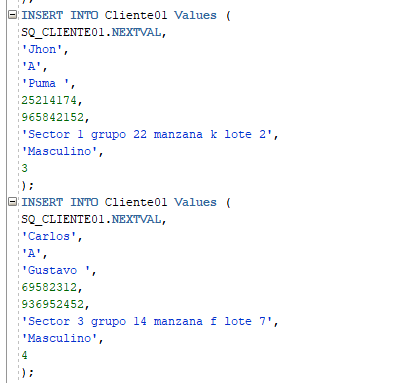 );
INSERT INTO Cliente01 Values (
SQ_CLIENTE01.NEXTVAL,
'Jhon',
'A',
'Puma ',
25214174,
965842152,
'Sector 1 grupo 22 manzana k lote 2',
'Masculino',
3
);
INSERT INTO Cliente01 Values (
SQ_CLIENTE01.NEXTVAL,
'Carlos',
'A',
'Gustavo ',
69582312,
936952452,
'Sector 3 grupo 14 manzana f lote 7',
'Masculino',
4
);